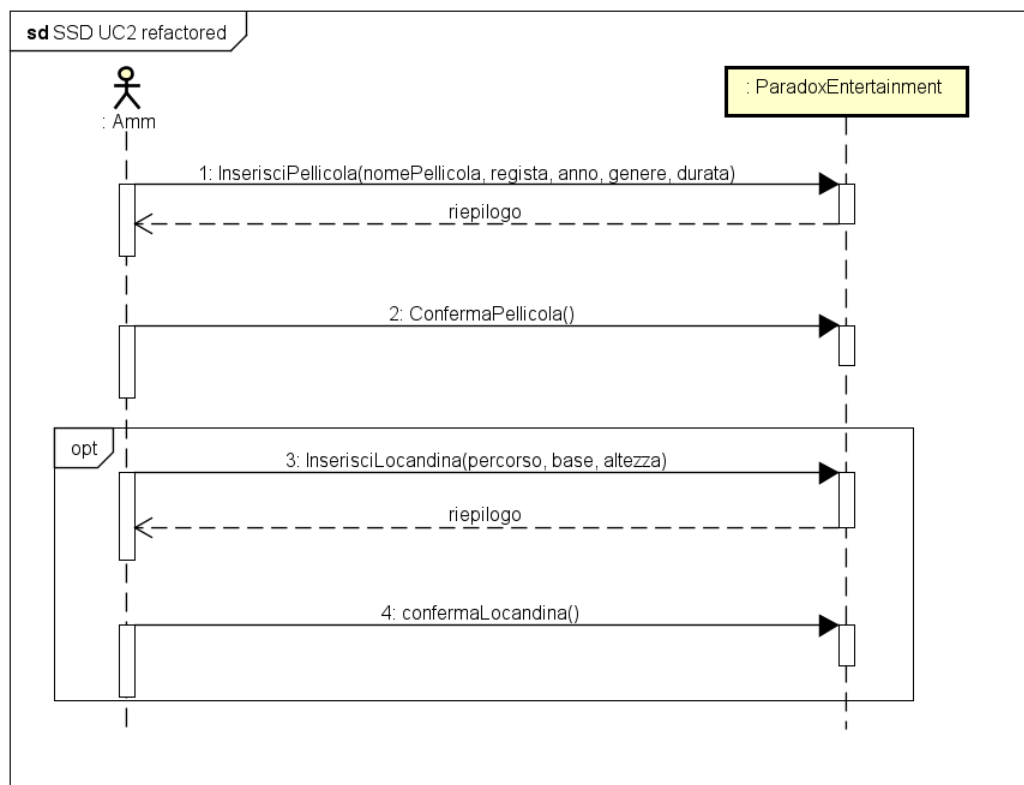 sd SSD UC2 refactored
: Amm
: ParadoxEntertainment
1: InserisciPellicola(nomePellicola, regista, anno, genere, durata)
riepilogo
2: ConfermaPellicola()
opt
3: InserisciLocandina(percorso, base, altezza)
riepilogo
4: confermaLocandina()